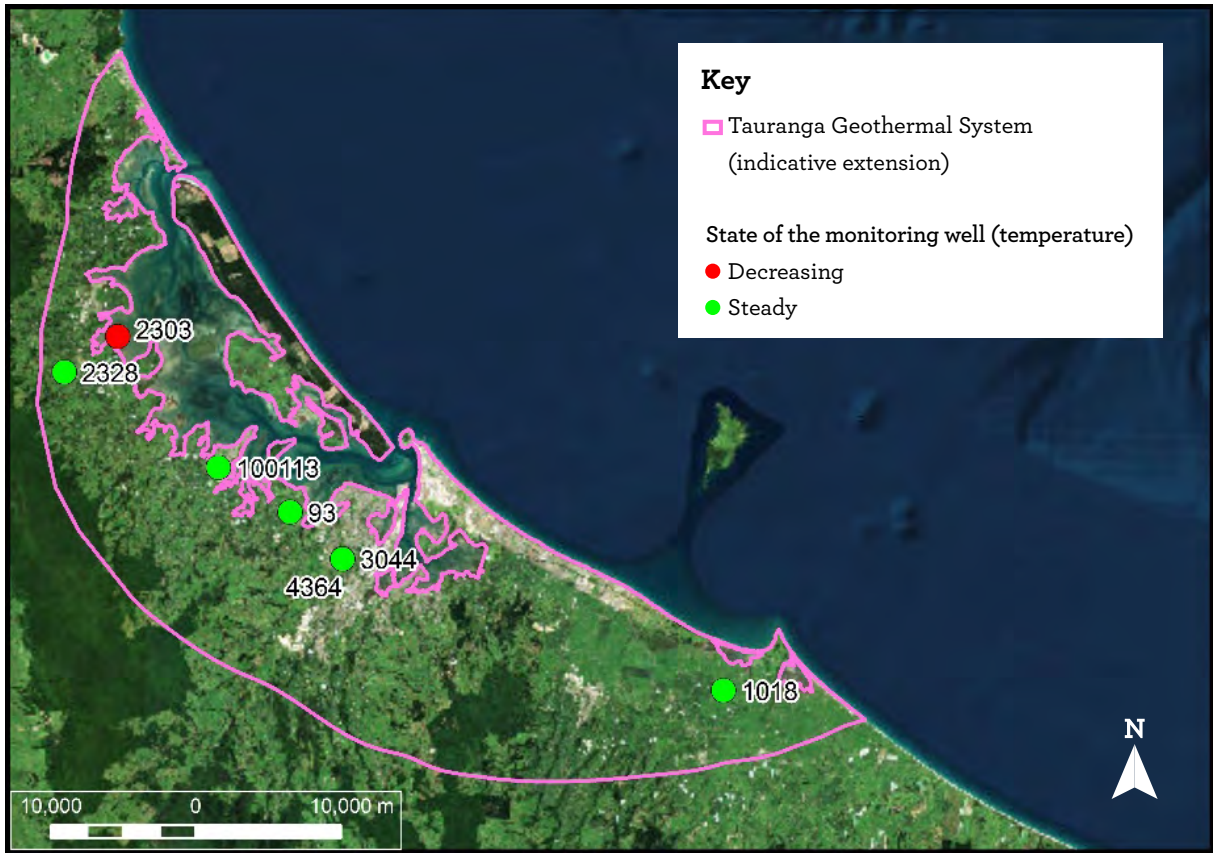 Key
Tauranga Geothermal System
(indicative extension)
State of the monitoring well (temperature)
Decreasing
Steady
2303
2328
100113
93
3044
4364
1018
N
10,000 0 10,000 m